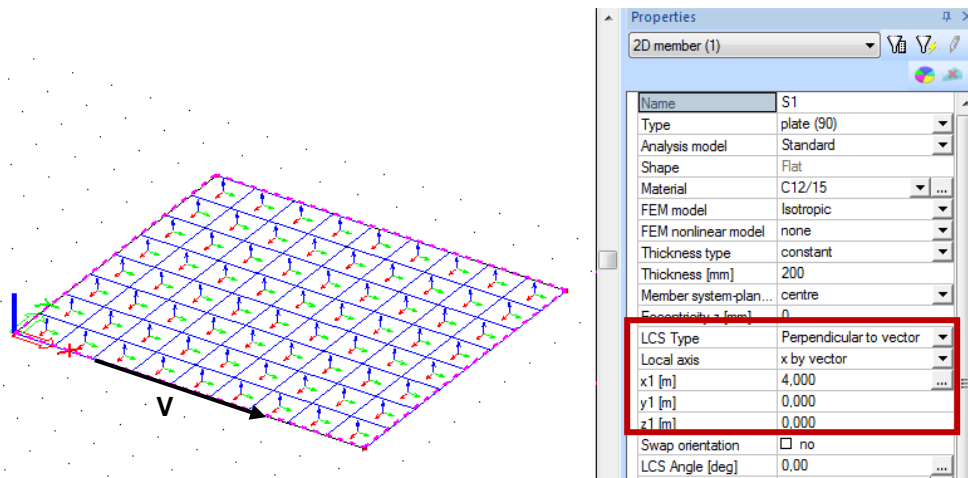 Properties
2D member (1)
Name S1
Type plate (90)
Analysis model Standard
Shape Flat
Material C12/15 ...
FEM model Isotropic
FEM nonlinear model none
Thickness type constant
Thickness [mm] 200
Member system-plan... centre
Eccentricity z [mm] 0
LCS Type Perpendicular to vector
Local axis x by vector
x1 [m] 4,000 ...
y1 [m] 0,000
z1 [m] 0,000
Swap orientation no
LCS Angle [deg] 0,00 ...
V